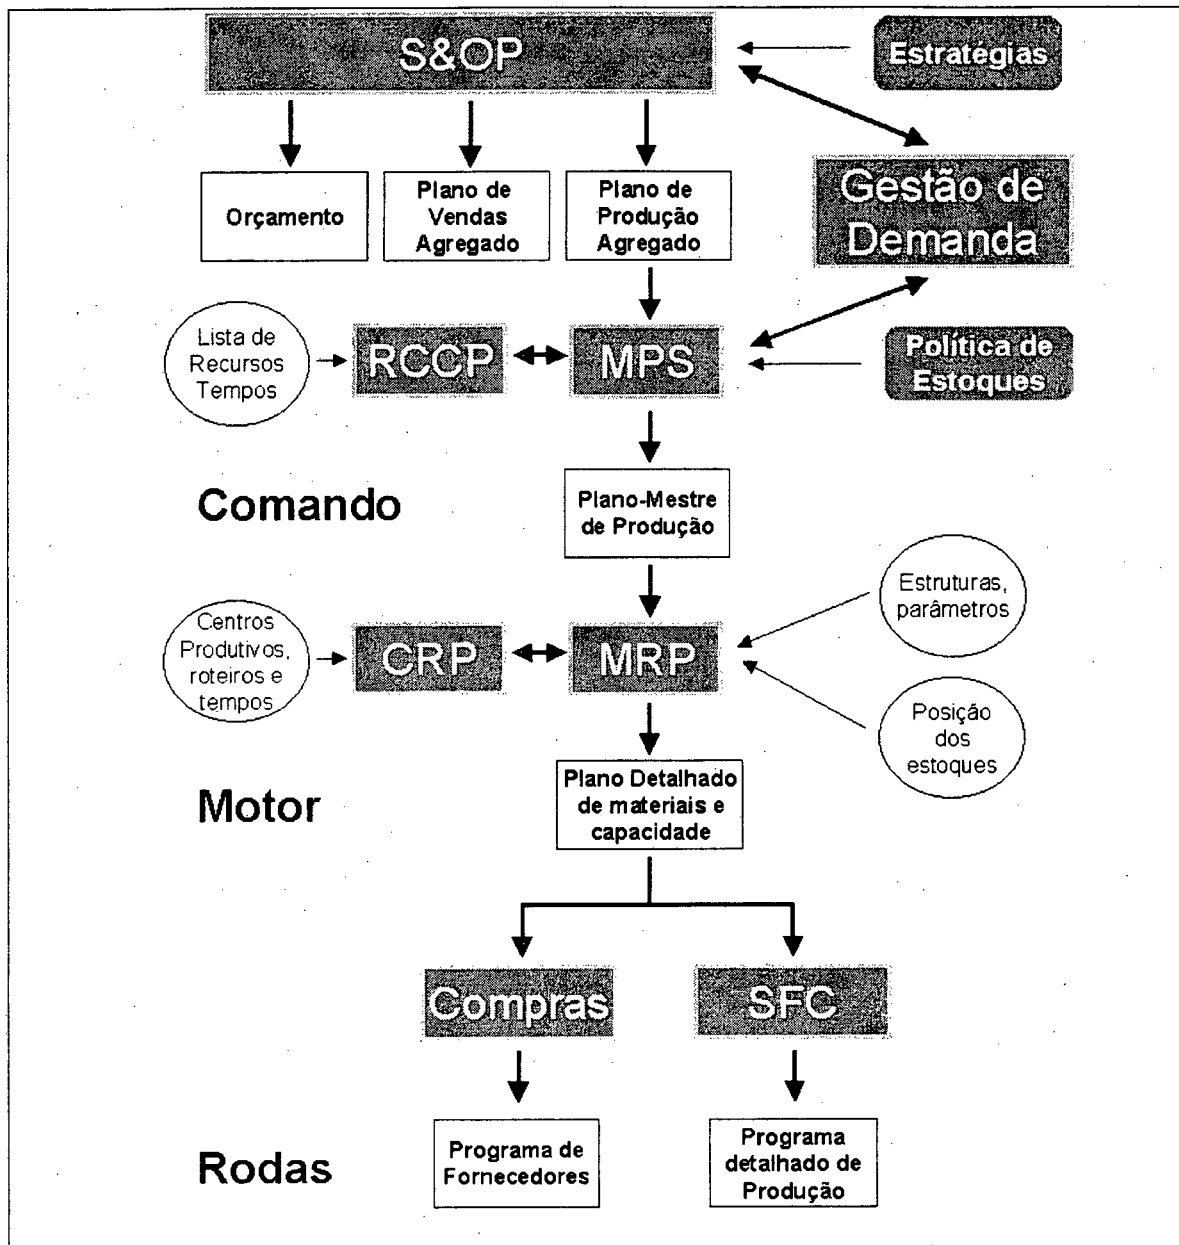 S&OP
Estratégias
Orçamento
Plano de
Vendas
Agregado
Plano de
Produção
Agregado
Gestão de
Demanda
Lista de
Recursos
Tempos
RCCP
MPS
Política de
Estoques
Comando
Plano-Mestre
de Produção
Estruturas,
parâmetros
Centros
Produtivos,
roteiros e
tempos
CRP
MRP
Posição
dos
estoques
Motor
Plano Detalhado
de materiais e
capacidade
Compras
SFC
Rodas
Programa de
Fornecedores
Programa
detalhado de
Produção